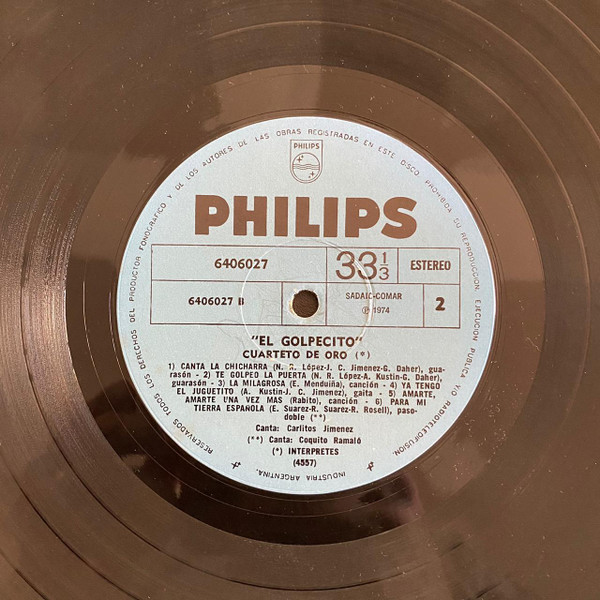 RESERVADOS TODOS LOS DERECHOS DEL PRODUCTOR FONOGRAFICO Y DE LOS AUTORES DE LAS OBRAS REGISTRADAS EN ESTE DISCO. PROHIBIDA SU REPRODUCCION, EJECUCION PUBLICA Y/O RADIOTELEDIFUSION.
PHILIPS
PHILIPS
6406027
33 1/3
ESTEREO
6406027 B
SADAIC-COMAR
℗ 1974
2
"EL GOLPECITO"
CUARTETO DE ORO (*)
1) CANTA LA CHICHARRA (N. R. López-J. C. Jimenez-G. Daher), gua-
rasón - 2) TE GOLPEO LA PUERTA (N. R. López-A. Kustin-G. Daher),
guarasón - 3) LA MILAGROSA (E. Menduiña), canción - 4) YA TENGO
EL JUGUETITO (A. Kustin-J. C. Jimenez), gaita - 5) AMARTE,
AMARTE UNA VEZ MAS (Rabito), canción - 6) PARA MI
TIERRA ESPAÑOLA (E. Suarez-R. Suarez-R. Rosell), paso-
doble (**)
Canta: Carlitos Jimenez
(**) Canta: Coquito Ramaló
(*) INTERPRETES
(4557)
INDUSTRIA ARGENTINA.